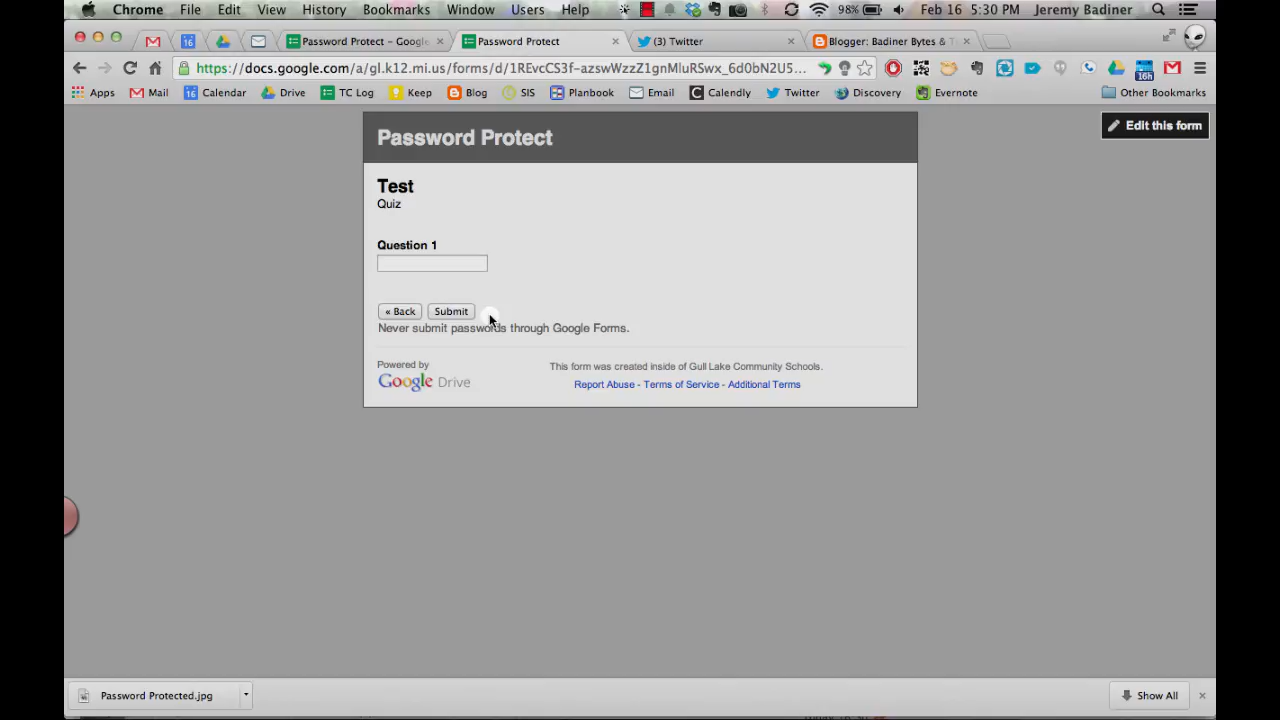 Chrome File Edit View History Bookmarks Window Users Help 98% Feb 16 5:30 PM Jeremy Badiner
16 Password Protect – Google Password Protect (3) Twitter Blogger: Badiner Bytes & T
https://docs.google.com/a/gl.k12.mi.us/forms/d/1REvcCS3f-azswWzzZ1gnMluRSwx_6d0bN2U5... 16h
Apps Mail 16 Calendar Drive TC Log Keep Blog SIS Planbook Email Calendly Twitter Discovery Evernote Other Bookmarks
Password Protect
Edit this form
Test
Quiz
Question 1
« Back Submit
Never submit passwords through Google Forms.
Powered by
Google Drive
This form was created inside of Gull Lake Community Schools.
Report Abuse - Terms of Service - Additional Terms
Password Protected.jpg Show All